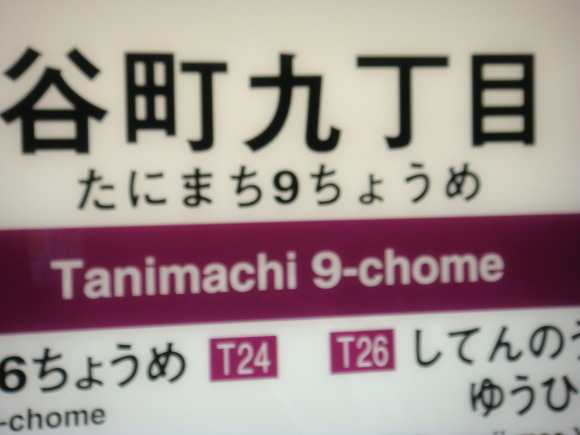 谷町九丁目
たにまち9ちょうめ
Tanimachi 9-chome
6ちょうめ T24 T26 してんのう
-chome ゆうひ